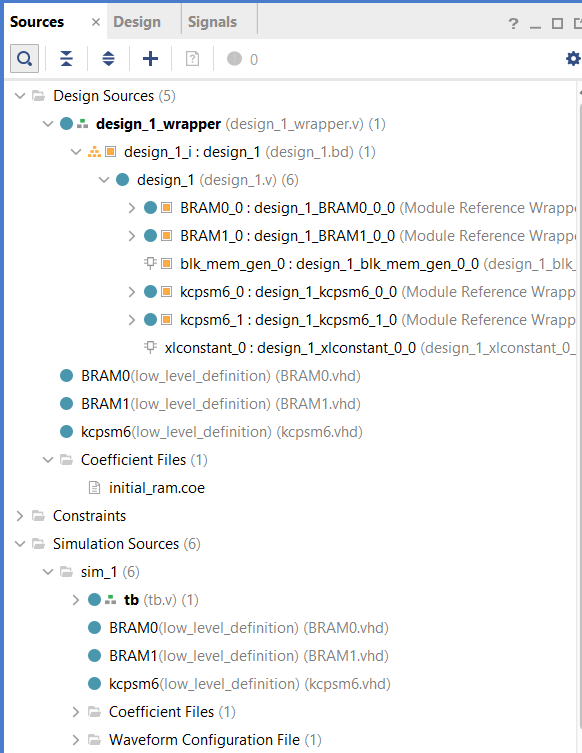 Sources × Design Signals ? _
0
Design Sources (5)
design_1_wrapper (design_1_wrapper.v) (1)
design_1_i : design_1 (design_1.bd) (1)
design_1 (design_1.v) (6)
BRAM0_0 : design_1_BRAM0_0_0 (Module Reference Wrappe
BRAM1_0 : design_1_BRAM1_0_0 (Module Reference Wrappe
blk_mem_gen_0 : design_1_blk_mem_gen_0_0 (design_1_blk_
kcpsm6_0 : design_1_kcpsm6_0_0 (Module Reference Wrapp
kcpsm6_1 : design_1_kcpsm6_1_0 (Module Reference Wrapp
xlconstant_0 : design_1_xlconstant_0_0 (design_1_xlconstant_0_
BRAM0(low_level_definition) (BRAM0.vhd)
BRAM1(low_level_definition) (BRAM1.vhd)
kcpsm6(low_level_definition) (kcpsm6.vhd)
Coefficient Files (1)
initial_ram.coe
Constraints
Simulation Sources (6)
sim_1 (6)
tb (tb.v) (1)
BRAM0(low_level_definition) (BRAM0.vhd)
BRAM1(low_level_definition) (BRAM1.vhd)
kcpsm6(low_level_definition) (kcpsm6.vhd)
Coefficient Files (1)
Waveform Configuration File (1)